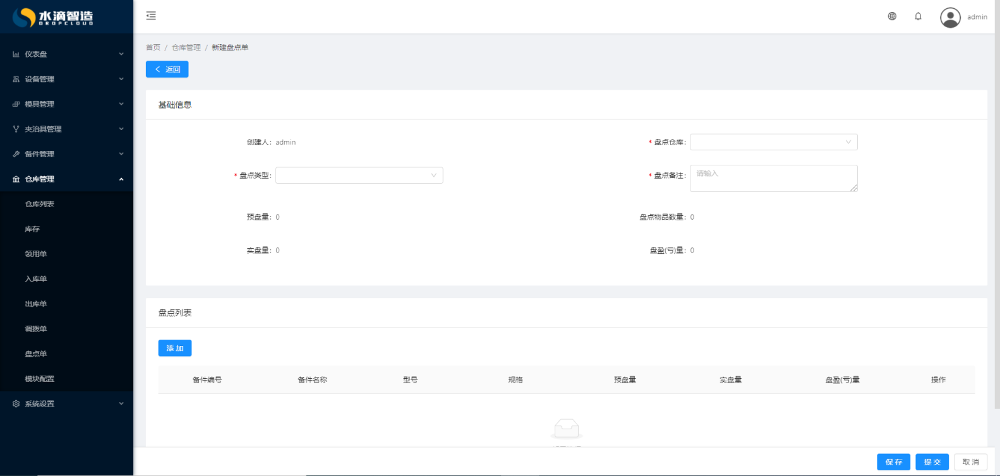 水滴智造
DROPCLOUD
admin
仪表盘
设备管理
模具管理
夹治具管理
备件管理
仓库管理
仓库列表
库存
领用单
入库单
出库单
调拨单
盘点单
模块配置
系统设置
首页 / 仓库管理 / 新建盘点单
返回
基础信息
创建人: admin
* 盘点仓库:
* 盘点类型:
* 盘点备注: 请输入
预盘量: 0
盘点物品数量: 0
实盘量: 0
盘盈(亏)量: 0
盘点列表
添加
备件编号 备件名称 型号 规格 预盘量 实盘量 盘盈(亏)量 操作
保存 提交 取消